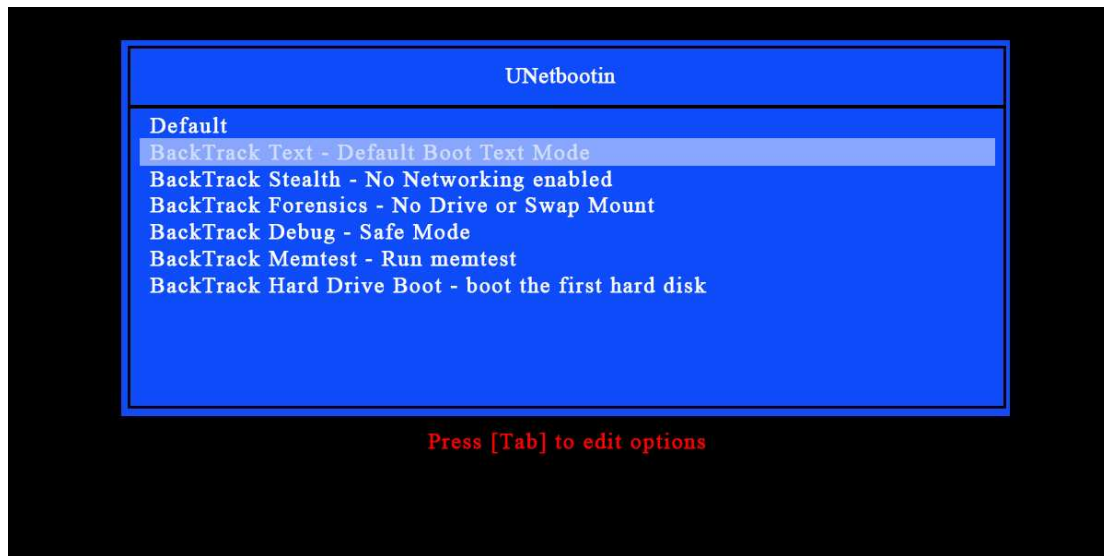 UNetbootin
Default
BackTrack Text - Default Boot Text Mode
BackTrack Stealth - No Networking enabled
BackTrack Forensics - No Drive or Swap Mount
BackTrack Debug - Safe Mode
BackTrack Memtest - Run memtest
BackTrack Hard Drive Boot - boot the first hard disk
Press [Tab] to edit options